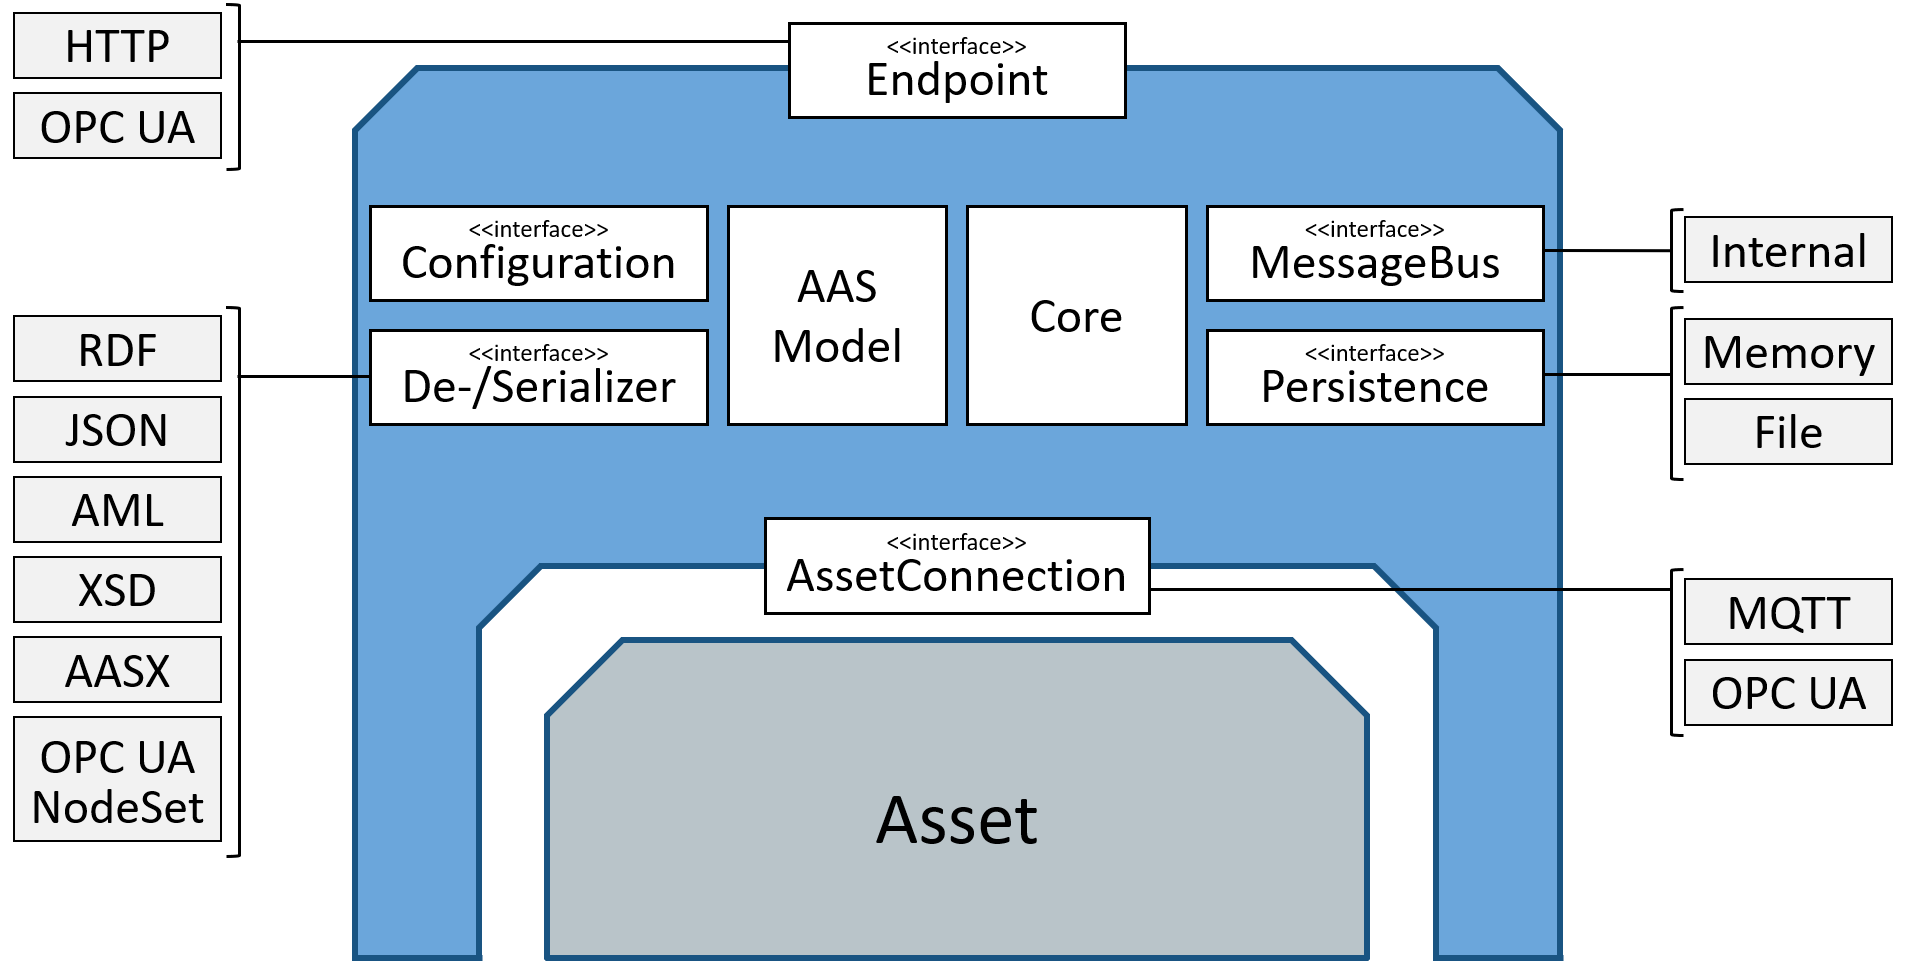 HTTP
OPC UA
<<interface>>
Endpoint
<<interface>>
Configuration
<<interface>>
De-/Serializer
AAS
Model
Core
<<interface>>
MessageBus
<<interface>>
Persistence
Internal
Memory
File
RDF
JSON
AML
XSD
AASX
OPC UA
NodeSet
<<interface>>
AssetConnection
MQTT
OPC UA
Asset